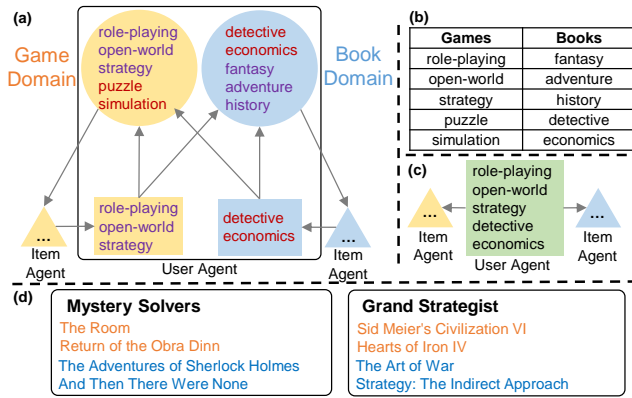 (a)
Game
Domain
role-playing
open-world
strategy
puzzle
simulation
detective
economics
fantasy
adventure
history
Book
Domain
...
Item
Agent
role-playing
open-world
strategy
detective
economics
...
Item
Agent
User Agent
(b)
Games Books
role-playing fantasy
open-world adventure
strategy history
puzzle detective
simulation economics
(c)
...
Item
Agent
role-playing
open-world
strategy
detective
economics
User Agent
...
Item
Agent
(d)
Mystery Solvers
The Room
Return of the Obra Dinn
The Adventures of Sherlock Holmes
And Then There Were None
Grand Strategist
Sid Meier's Civilization VI
Hearts of Iron IV
The Art of War
Strategy: The Indirect Approach